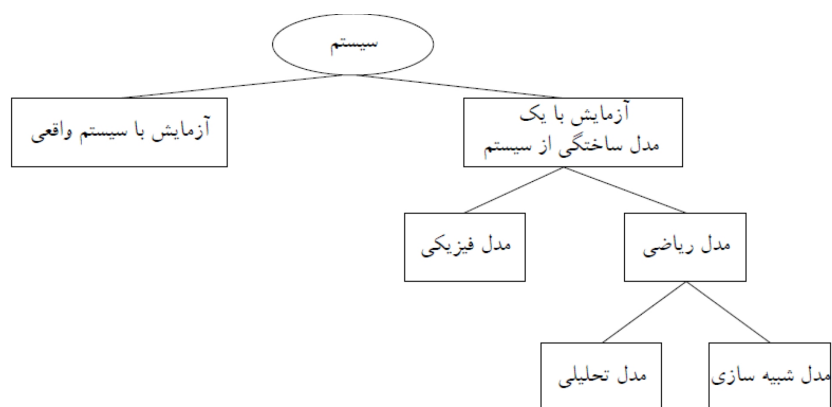 سیستم
آزمایش با یک
مدل ساختگی از سیستم
آزمایش با سیستم واقعی
مدل ریاضی
مدل فیزیکی
مدل شبیه سازی
مدل تحلیلی